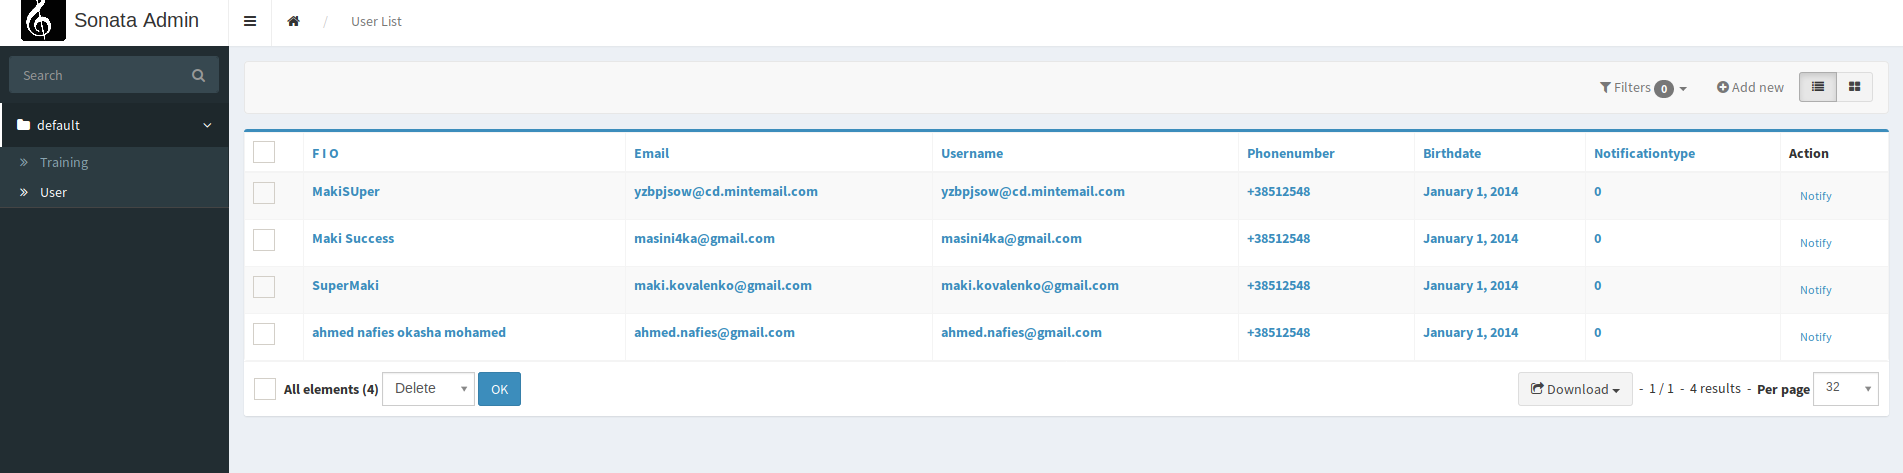 Sonata Admin
/ User List
Search
Filters 0
Add new
default
Training
User
F I O Email Username Phonenumber Birthdate Notificationtype Action
MakiSUper yzbpjsow@cd.mintemail.com yzbpjsow@cd.mintemail.com +38512548 January 1, 2014 0 Notify
Maki Success masini4ka@gmail.com masini4ka@gmail.com +38512548 January 1, 2014 0 Notify
SuperMaki maki.kovalenko@gmail.com maki.kovalenko@gmail.com +38512548 January 1, 2014 0 Notify
ahmed nafies okasha mohamed ahmed.nafies@gmail.com ahmed.nafies@gmail.com +38512548 January 1, 2014 0 Notify
All elements (4) Delete OK Download - 1 / 1 - 4 results - Per page 32